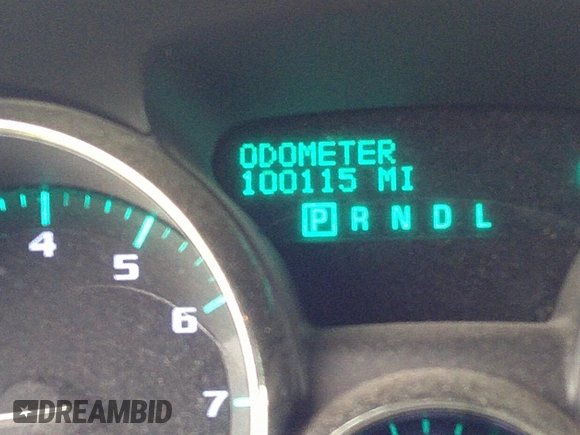 ODOMETER
100115 MI
P R N D L
4
5
6
7
DREAMBID